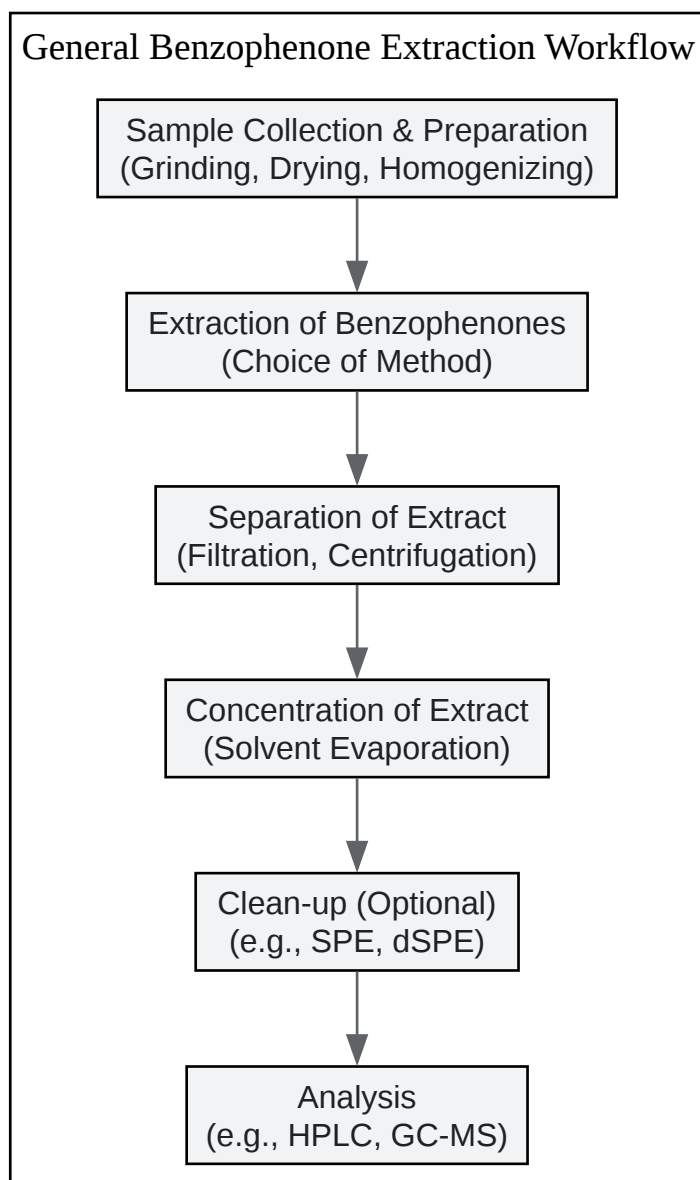 General Benzophenone Extraction Workflow
Sample Collection & Preparation
(Grinding, Drying, Homogenizing)
Extraction of Benzophenones
(Choice of Method)
Separation of Extract
(Filtration, Centrifugation)
Concentration of Extract
(Solvent Evaporation)
Clean-up (Optional)
(e.g., SPE, dSPE)
Analysis
(e.g., HPLC, GC-MS)